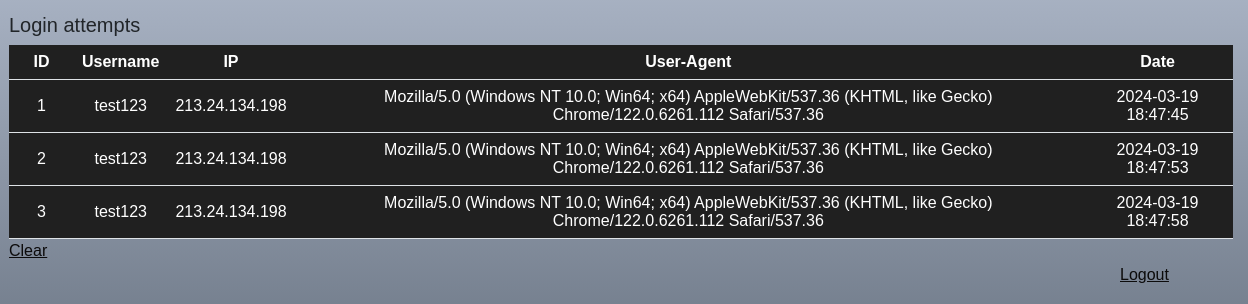 Login attempts
ID Username IP User-Agent Date
1 test123 213.24.134.198 Mozilla/5.0 (Windows NT 10.0; Win64; x64) AppleWebKit/537.36 (KHTML, like Gecko) Chrome/122.0.6261.112 Safari/537.36 2024-03-19 18:47:45
2 test123 213.24.134.198 Mozilla/5.0 (Windows NT 10.0; Win64; x64) AppleWebKit/537.36 (KHTML, like Gecko) Chrome/122.0.6261.112 Safari/537.36 2024-03-19 18:47:53
3 test123 213.24.134.198 Mozilla/5.0 (Windows NT 10.0; Win64; x64) AppleWebKit/537.36 (KHTML, like Gecko) Chrome/122.0.6261.112 Safari/537.36 2024-03-19 18:47:58
Clear
Logout